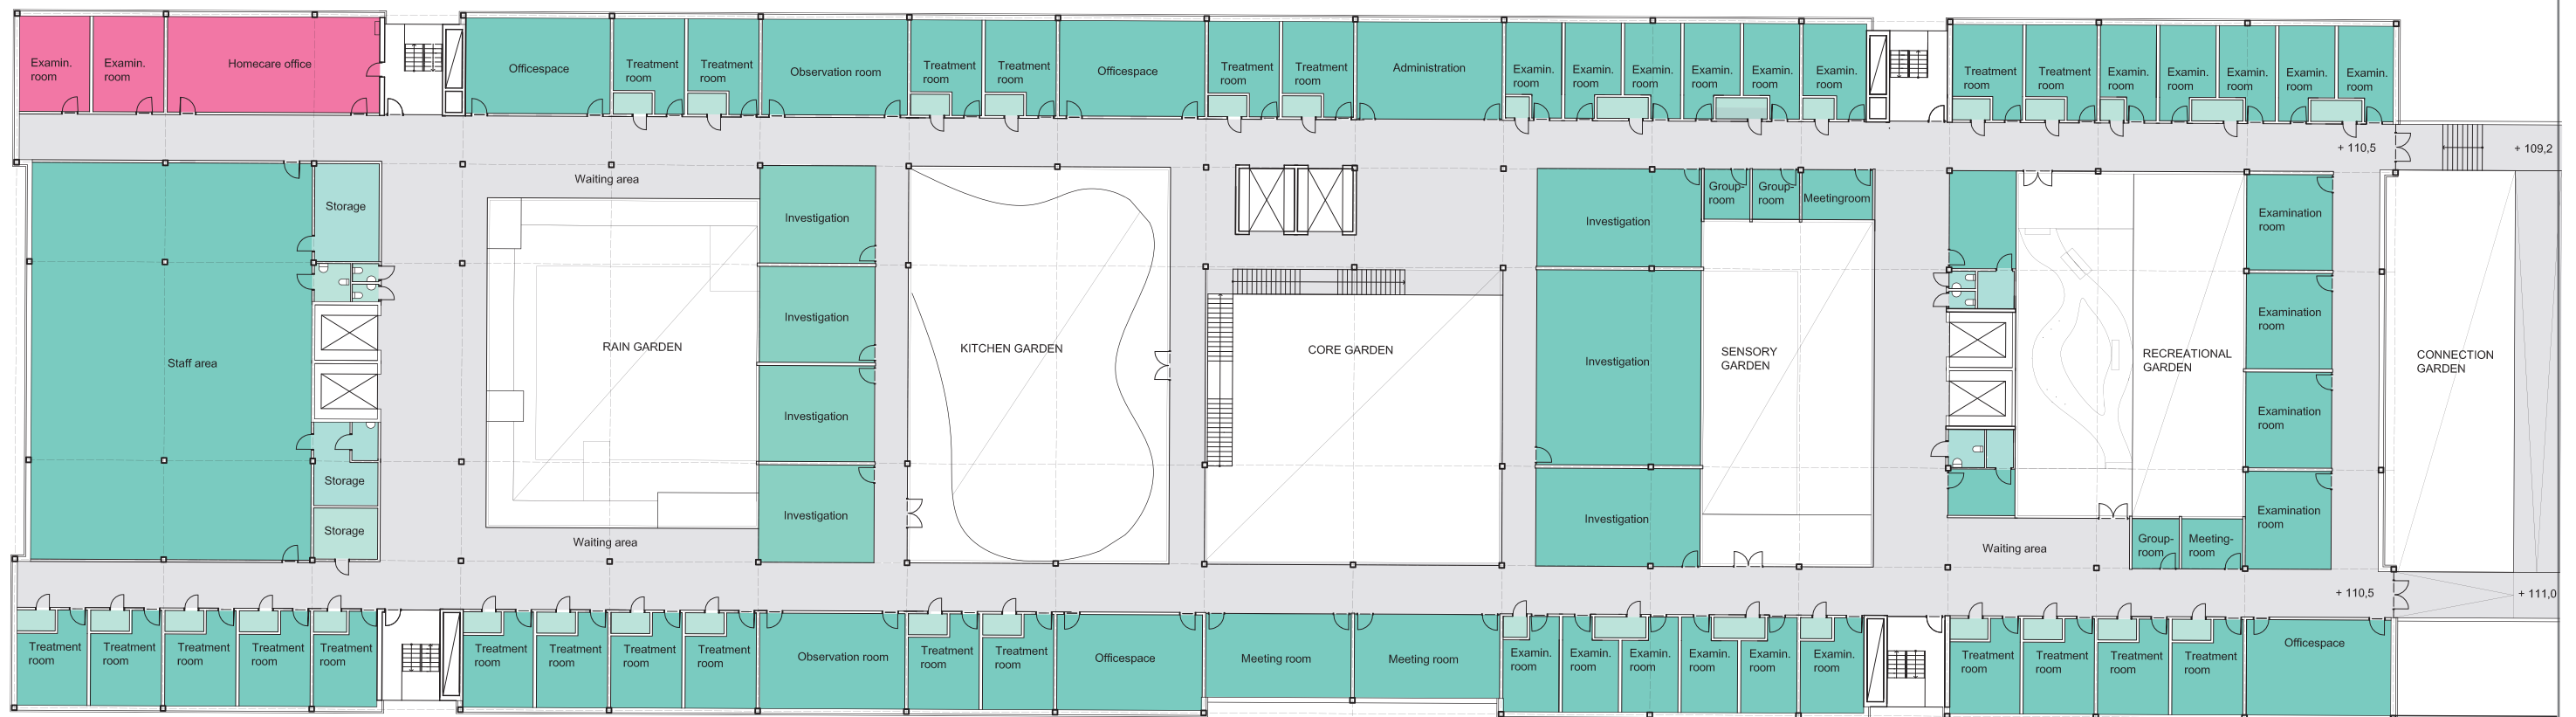 Examin.
room
Examin.
room
Homecare office
Officespace
Treatment
room
Treatment
room
Observation room
Treatment
room
Treatment
room
Officespace
Treatment
room
Treatment
room
Administration
Examin.
room
Examin.
room
Examin.
room
Examin.
room
Examin.
room
Examin.
room
Treatment
room
Treatment
room
Examin.
room
Examin.
room
Examin.
room
Examin.
room
Examin.
room
+ 110,5
+ 109,2
Staff area
Storage
Storage
Storage
Waiting area
RAIN GARDEN
Waiting area
Investigation
Investigation
Investigation
Investigation
KITCHEN GARDEN
CORE GARDEN
Investigation
Investigation
Investigation
Group-
room
Group-
room
Meetingroom
SENSORY
GARDEN
RECREATIONAL
GARDEN
Waiting area
Group-
room
Meeting-
room
Examination
room
Examination
room
Examination
room
Examination
room
CONNECTION
GARDEN
+ 110,5
+ 111,0
Treatment
room
Treatment
room
Treatment
room
Treatment
room
Treatment
room
Treatment
room
Treatment
room
Treatment
room
Treatment
room
Observation room
Treatment
room
Treatment
room
Officespace
Meeting room
Meeting room
Examin.
room
Examin.
room
Examin.
room
Examin.
room
Examin.
room
Examin.
room
Treatment
room
Treatment
room
Treatment
room
Treatment
room
Officespace